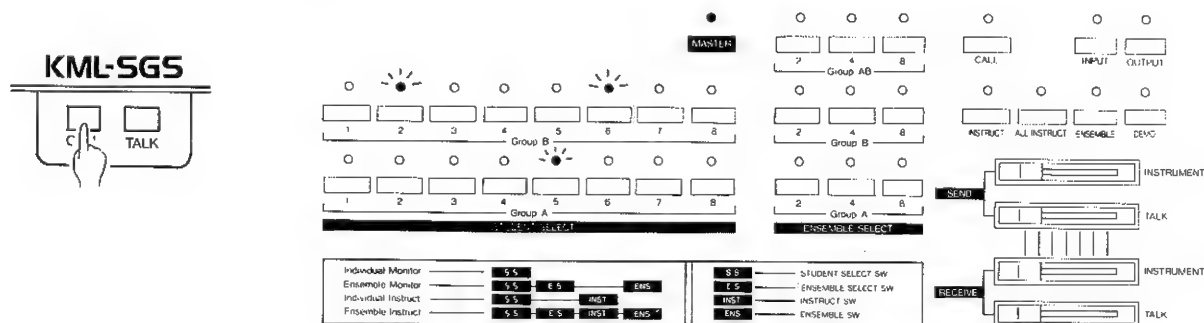 KML-SGS
TALK
MASTER
2 4 8
Group AB
CALL
INPUT OUTPUT
1 2 3 4 5 6 7 8
Group B
2 4 8
Group B
INSTRUCT ALL INSTRUCT ENSEMBLE DEMO
1 2 3 4 5 6 7 8
Group A
STUDENT SELECT
2 4 8
Group A
ENSEMBLE SELECT
SEND
INSTRUMENT
TALK
RECEIVE
INSTRUMENT
TALK
Individual Monitor S S
Ensemble Monitor S S E S ENS
Individual Instruct S S INST
Ensemble Instruct S S E S INST ENS
S S STUDENT SELECT SW
E S ENSEMBLE SELECT SW
INST INSTRUCT SW
ENS ENSEMBLE SW